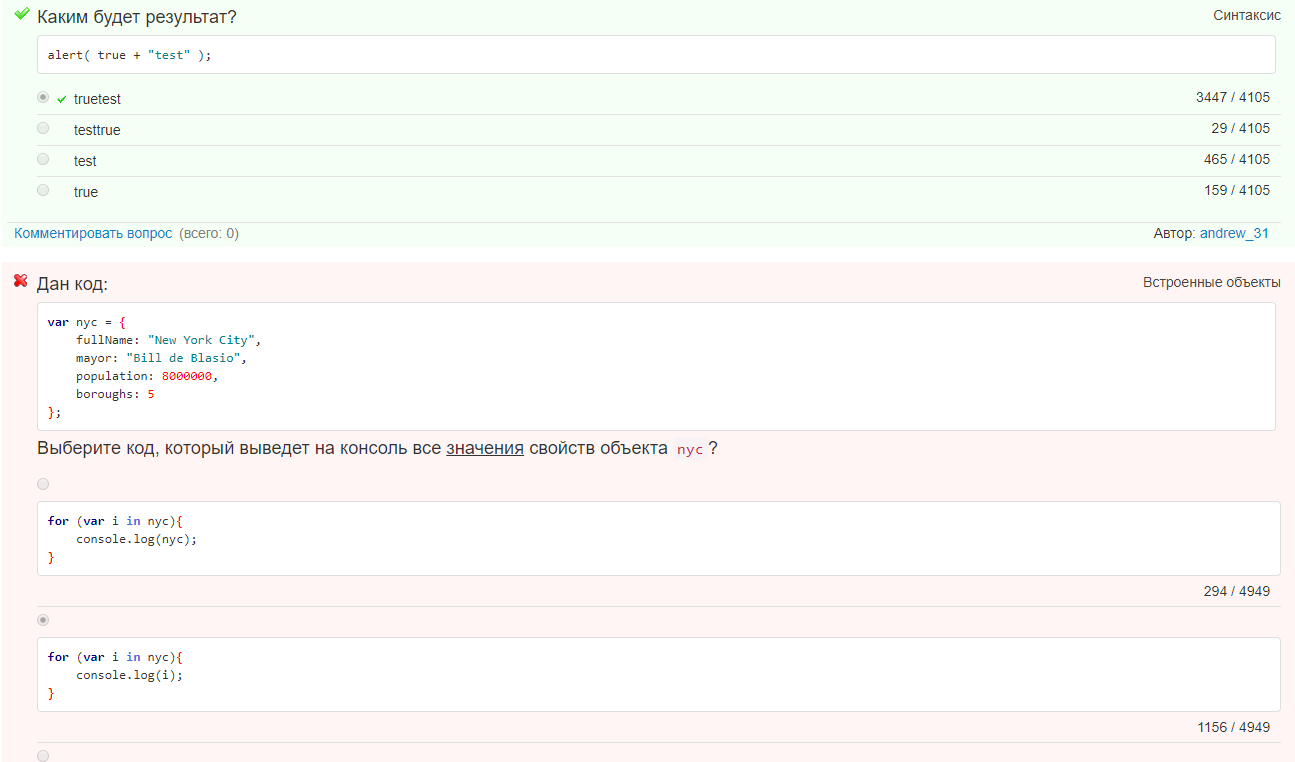 Каким будет результат?
Синтаксис
alert( true + "test" );
truetest
3447 / 4105
testtrue
29 / 4105
test
465 / 4105
true
159 / 4105
Комментировать вопрос (всего: 0)
Автор: andrew_31
Дан код:
Встроенные объекты
var nyc = {
    fullName: "New York City",
    mayor: "Bill de Blasio",
    population: 8000000,
    boroughs: 5
};
Выберите код, который выведет на консоль все значения свойств объекта nyc ?
for (var i in nyc){
    console.log(nyc);
}
294 / 4949
for (var i in nyc){
    console.log(i);
}
1156 / 4949